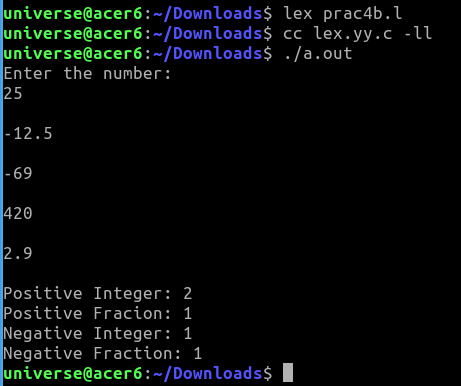 universe@acer6:~/Downloads$ lex prac4b.l
universe@acer6:~/Downloads$ cc lex.yy.c -ll
universe@acer6:~/Downloads$ ./a.out
Enter the number:
25
-12.5
-69
420
2.9
Positive Integer: 2
Positive Fracion: 1
Negative Integer: 1
Negative Fraction: 1
universe@acer6:~/Downloads$